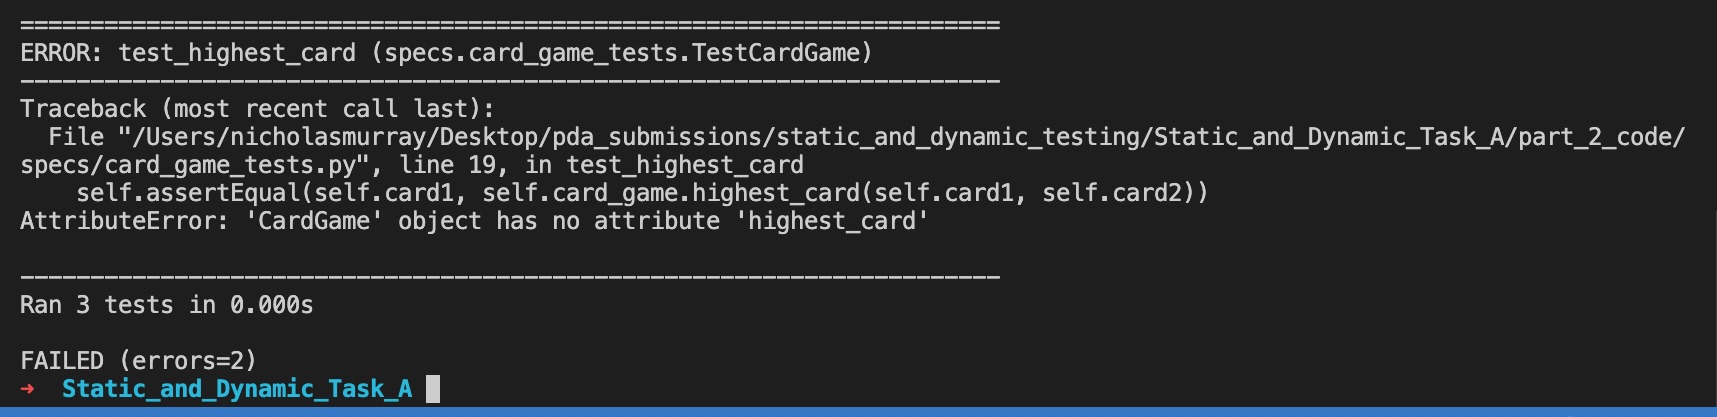 ======================================================================
ERROR: test_highest_card (specs.card_game_tests.TestCardGame)
----------------------------------------------------------------------
Traceback (most recent call last):
  File "/Users/nicholasmurray/Desktop/pda_submissions/static_and_dynamic_testing/Static_and_Dynamic_Task_A/part_2_code/
specs/card_game_tests.py", line 19, in test_highest_card
    self.assertEqual(self.card1, self.card_game.highest_card(self.card1, self.card2))
AttributeError: 'CardGame' object has no attribute 'highest_card'

----------------------------------------------------------------------
Ran 3 tests in 0.000s

FAILED (errors=2)
➜  Static_and_Dynamic_Task_A